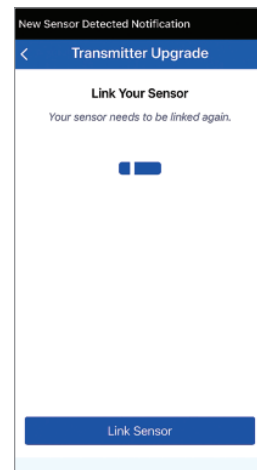 New Sensor Detected Notification
Transmitter Upgrade
Link Your Sensor
Your sensor needs to be linked again.
Link Sensor